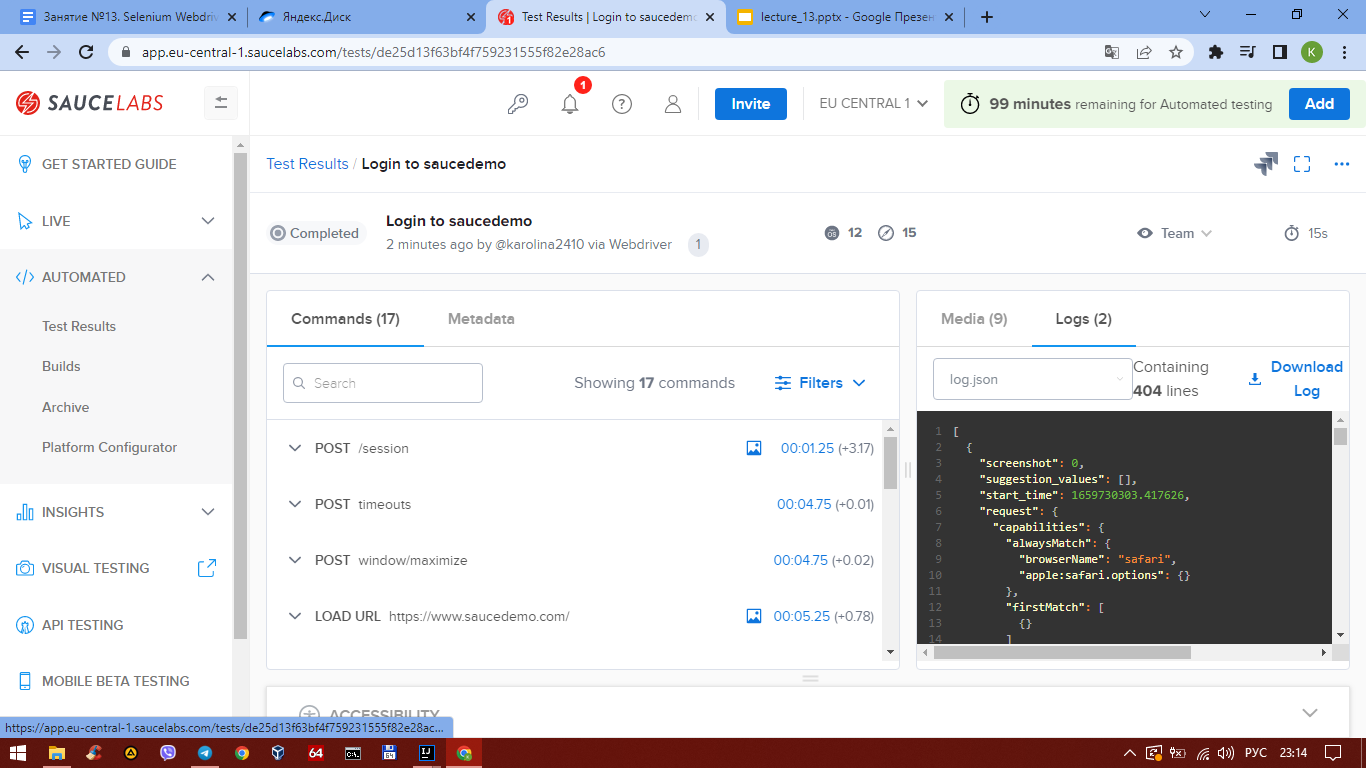 Занятие №13. Selenium Webdriv
Яндекс.Диск
Test Results | Login to saucedemo
lecture_13.pptx - Google Презен
app.eu-central-1.saucelabs.com/tests/de25d13f63bf4f759231555f82e28ac6
K
SAUCELABS
1
Invite
EU CENTRAL 1
99 minutes remaining for Automated testing
Add
GET STARTED GUIDE
LIVE
AUTOMATED
Test Results
Builds
Archive
Platform Configurator
INSIGHTS
VISUAL TESTING
API TESTING
MOBILE BETA TESTING
Test Results / Login to saucedemo
Completed
Login to saucedemo
2 minutes ago by @karolina2410 via Webdriver
1
OS 12
15
Team
15s
Commands (17)
Metadata
Search
Showing 17 commands
Filters
POST /session 00:01.25 (+3.17)
POST timeouts 00:04.75 (+0.01)
POST window/maximize 00:04.75 (+0.02)
LOAD URL https://www.saucedemo.com/ 00:05.25 (+0.78)
Media (9)
Logs (2)
log.json
Containing
404 lines
Download
Log
1 [
2 {
3 "screenshot": 0,
4 "suggestion_values": [],
5 "start_time": 1659730303.417626,
6 "request": {
7 "capabilities": {
8 "alwaysMatch": {
9 "browserName": "safari",
10 "apple:safari.options": {}
11 },
12 "firstMatch": [
13 {}
14 ]
ACCESSIBILITY
https://app.eu-central-1.saucelabs.com/tests/de25d13f63bf4f759231555f82e28ac...
64
РУС
23:14